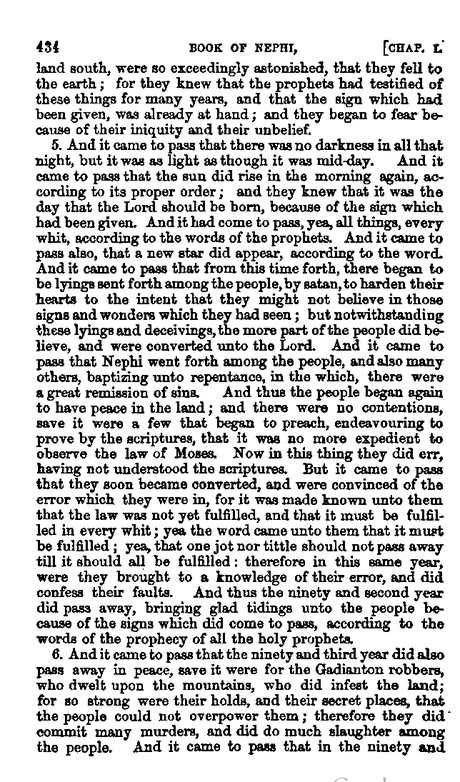 434 BOOK OF NEPHI, [CHAP. I.
land south, were so exceedingly astonished, that they fell to
the earth; for they knew that the prophets had testified of
these things for many years, and that the sign which had
been given, was already at hand; and they began to fear be-
cause of their iniquity and their unbelief.
5. And it came to pass that there was no darkness in all that
night, but it was as light as though it was mid-day. And it
came to pass that the sun did rise in the morning again, ac-
cording to its proper order; and they knew that it was the
day that the Lord should be born, because of the sign which
had been given. And it had come to pass, yea, all things, every
whit, according to the words of the prophets. And it came to
pass also, that a new star did appear, according to the word.
And it came to pass that from this time forth, there began to
be lyings sent forth among the people, by satan, to harden their
hearts to the intent that they might not believe in those
signs and wonders which they had seen; but notwithstanding
these lyings and deceivings, the more part of the people did be-
lieve, and were converted unto the Lord. And it came to
pass that Nephi went forth among the people, and also many
others, baptizing unto repentance, in the which, there were
a great remission of sins. And thus the people began again
to have peace in the land; and there were no contentions,
save it were a few that began to preach, endeavouring to
prove by the scriptures, that it was no more expedient to
observe the law of Moses. Now in this thing they did err,
having not understood the scriptures. But it came to pass
that they soon became converted, and were convinced of the
error which they were in, for it was made known unto them
that the law was not yet fulfilled, and that it must be fulfil-
led in every whit; yea the word came unto them that it must
be fulfilled; yea, that one jot nor tittle should not pass away
till it should all be fulfilled: therefore in this same year,
were they brought to a knowledge of their error, and did
confess their faults. And thus the ninety and second year
did pass away, bringing glad tidings unto the people be-
cause of the signs which did come to pass, according to the
words of the prophecy of all the holy prophets.
6. And it came to pass that the ninety and third year did also
pass away in peace, save it were for the Gadianton robbers,
who dwelt upon the mountains, who did infest the land;
for so strong were their holds, and their secret places, that
the people could not overpower them; therefore they did
commit many murders, and did do much slaughter among
the people. And it came to pass that in the ninety and